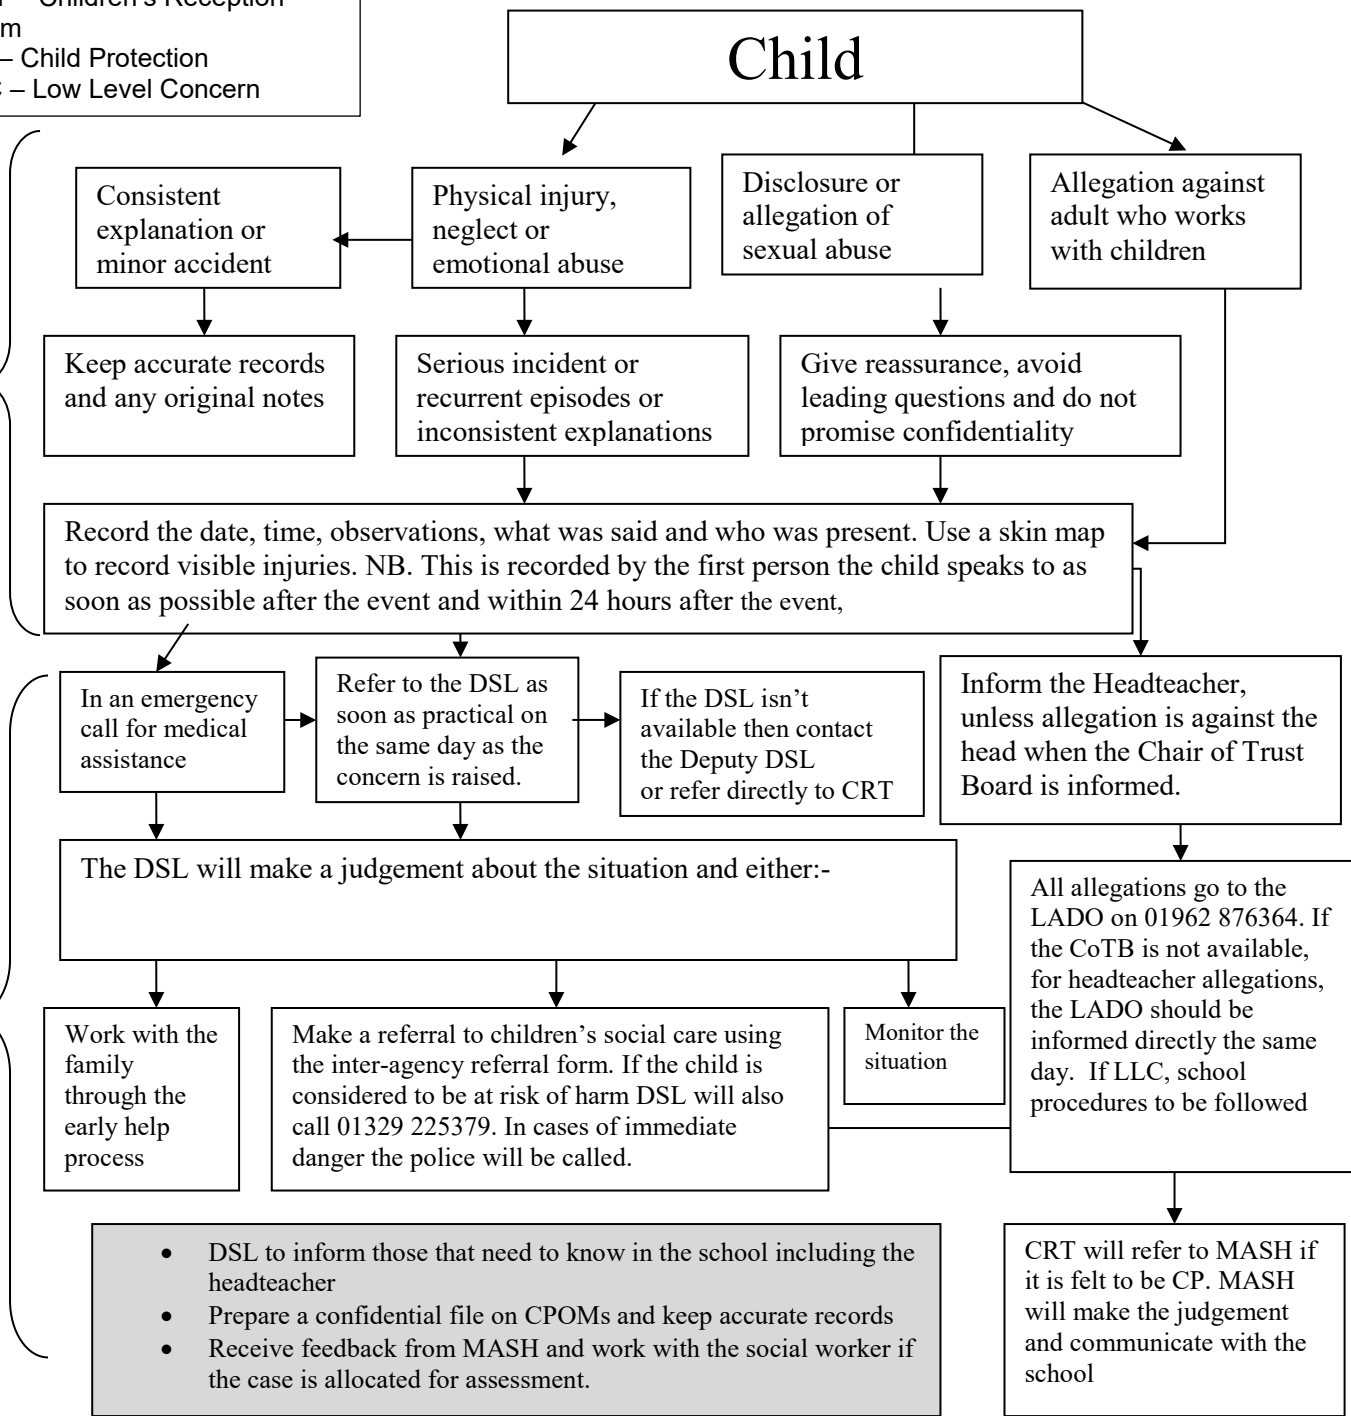 – Children's Reception
m
– Child Protection
– Low Level Concern
Child
Consistent
explanation or
minor accident
Physical injury,
neglect or
emotional abuse
Disclosure or
allegation of
sexual abuse
Allegation against
adult who works
with children
Keep accurate records
and any original notes
Serious incident or
recurrent episodes or
inconsistent explanations
Give reassurance, avoid
leading questions and do not
promise confidentiality
Record the date, time, observations, what was said and who was present. Use a skin map
to record visible injuries. NB. This is recorded by the first person the child speaks to as
soon as possible after the event and within 24 hours after the event,
In an emergency
call for medical
assistance
Refer to the DSL as
soon as practical on
the same day as the
concern is raised.
If the DSL isn't
available then contact
the Deputy DSL
or refer directly to CRT
Inform the Headteacher,
unless allegation is against the
head when the Chair of Trust
Board is informed.
The DSL will make a judgement about the situation and either:-
All allegations go to the
LADO on 01962 876364. If
the CoTB is not available,
for headteacher allegations,
the LADO should be
informed directly the same
day.  If LLC, school
procedures to be followed
Work with the
family
through the
early help
process
Make a referral to children's social care using
the inter-agency referral form. If the child is
considered to be at risk of harm DSL will also
call 01329 225379. In cases of immediate
danger the police will be called.
Monitor the
situation
• DSL to inform those that need to know in the school including the
headteacher
• Prepare a confidential file on CPOMs and keep accurate records
• Receive feedback from MASH and work with the social worker if
the case is allocated for assessment.
CRT will refer to MASH if
it is felt to be CP. MASH
will make the judgement
and communicate with the
school